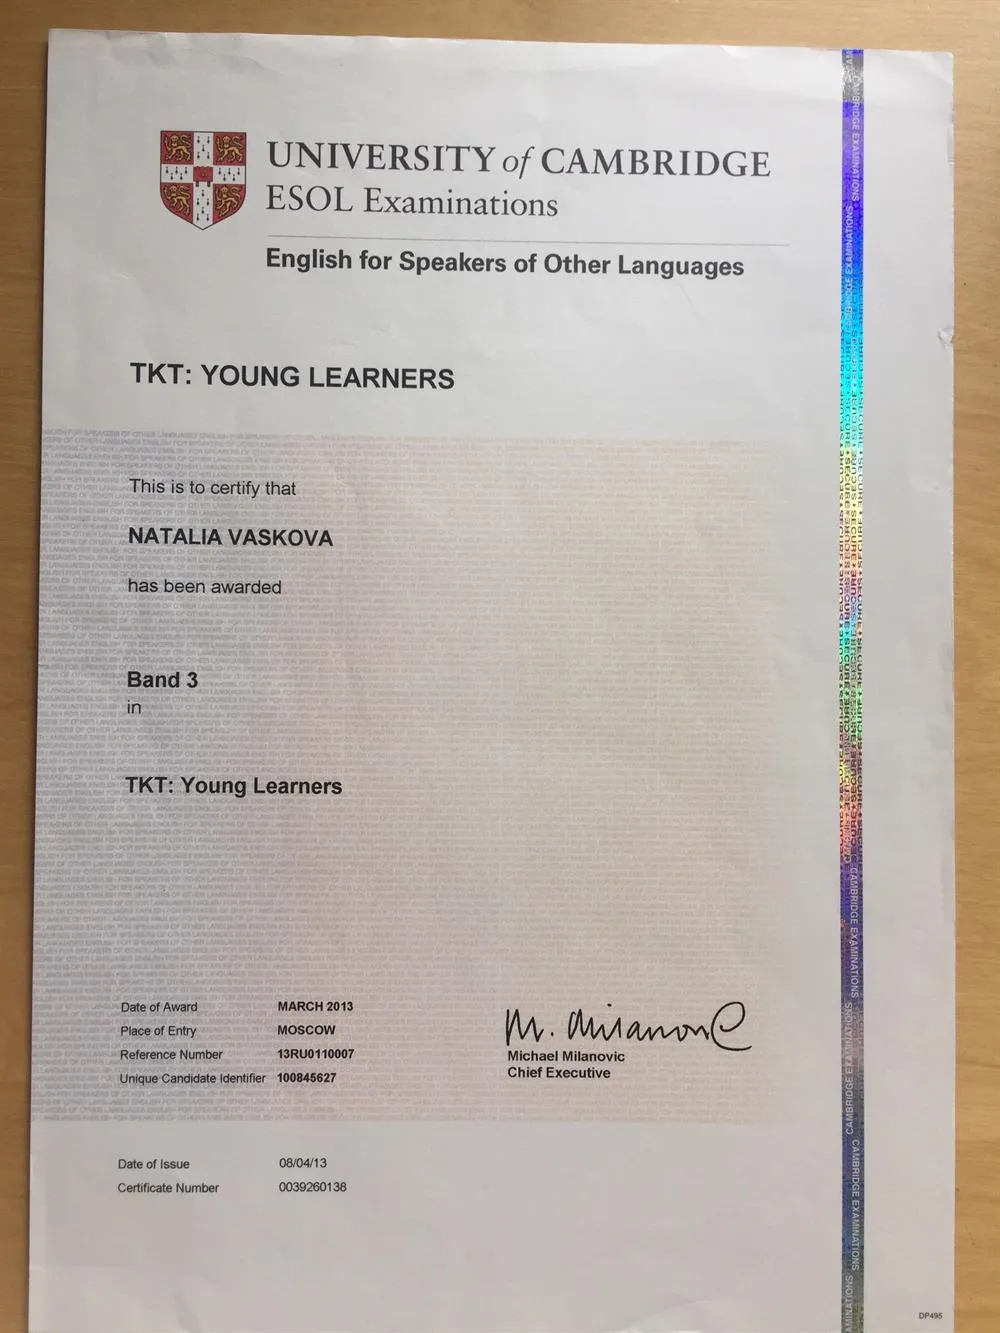 UNIVERSITY of CAMBRIDGE
ESOL Examinations
English for Speakers of Other Languages
TKT: YOUNG LEARNERS
This is to certify that
NATALIA VASKOVA
has been awarded
Band 3
in
TKT: Young Learners
Date of Award MARCH 2013
Place of Entry MOSCOW
Reference Number 13RU0110007
Unique Candidate Identifier 100845627
M. Milanovic
Michael Milanovic
Chief Executive
Date of Issue 08/04/13
Certificate Number 0039260138
CAMBRIDGE EXAMINATIONS
DP495